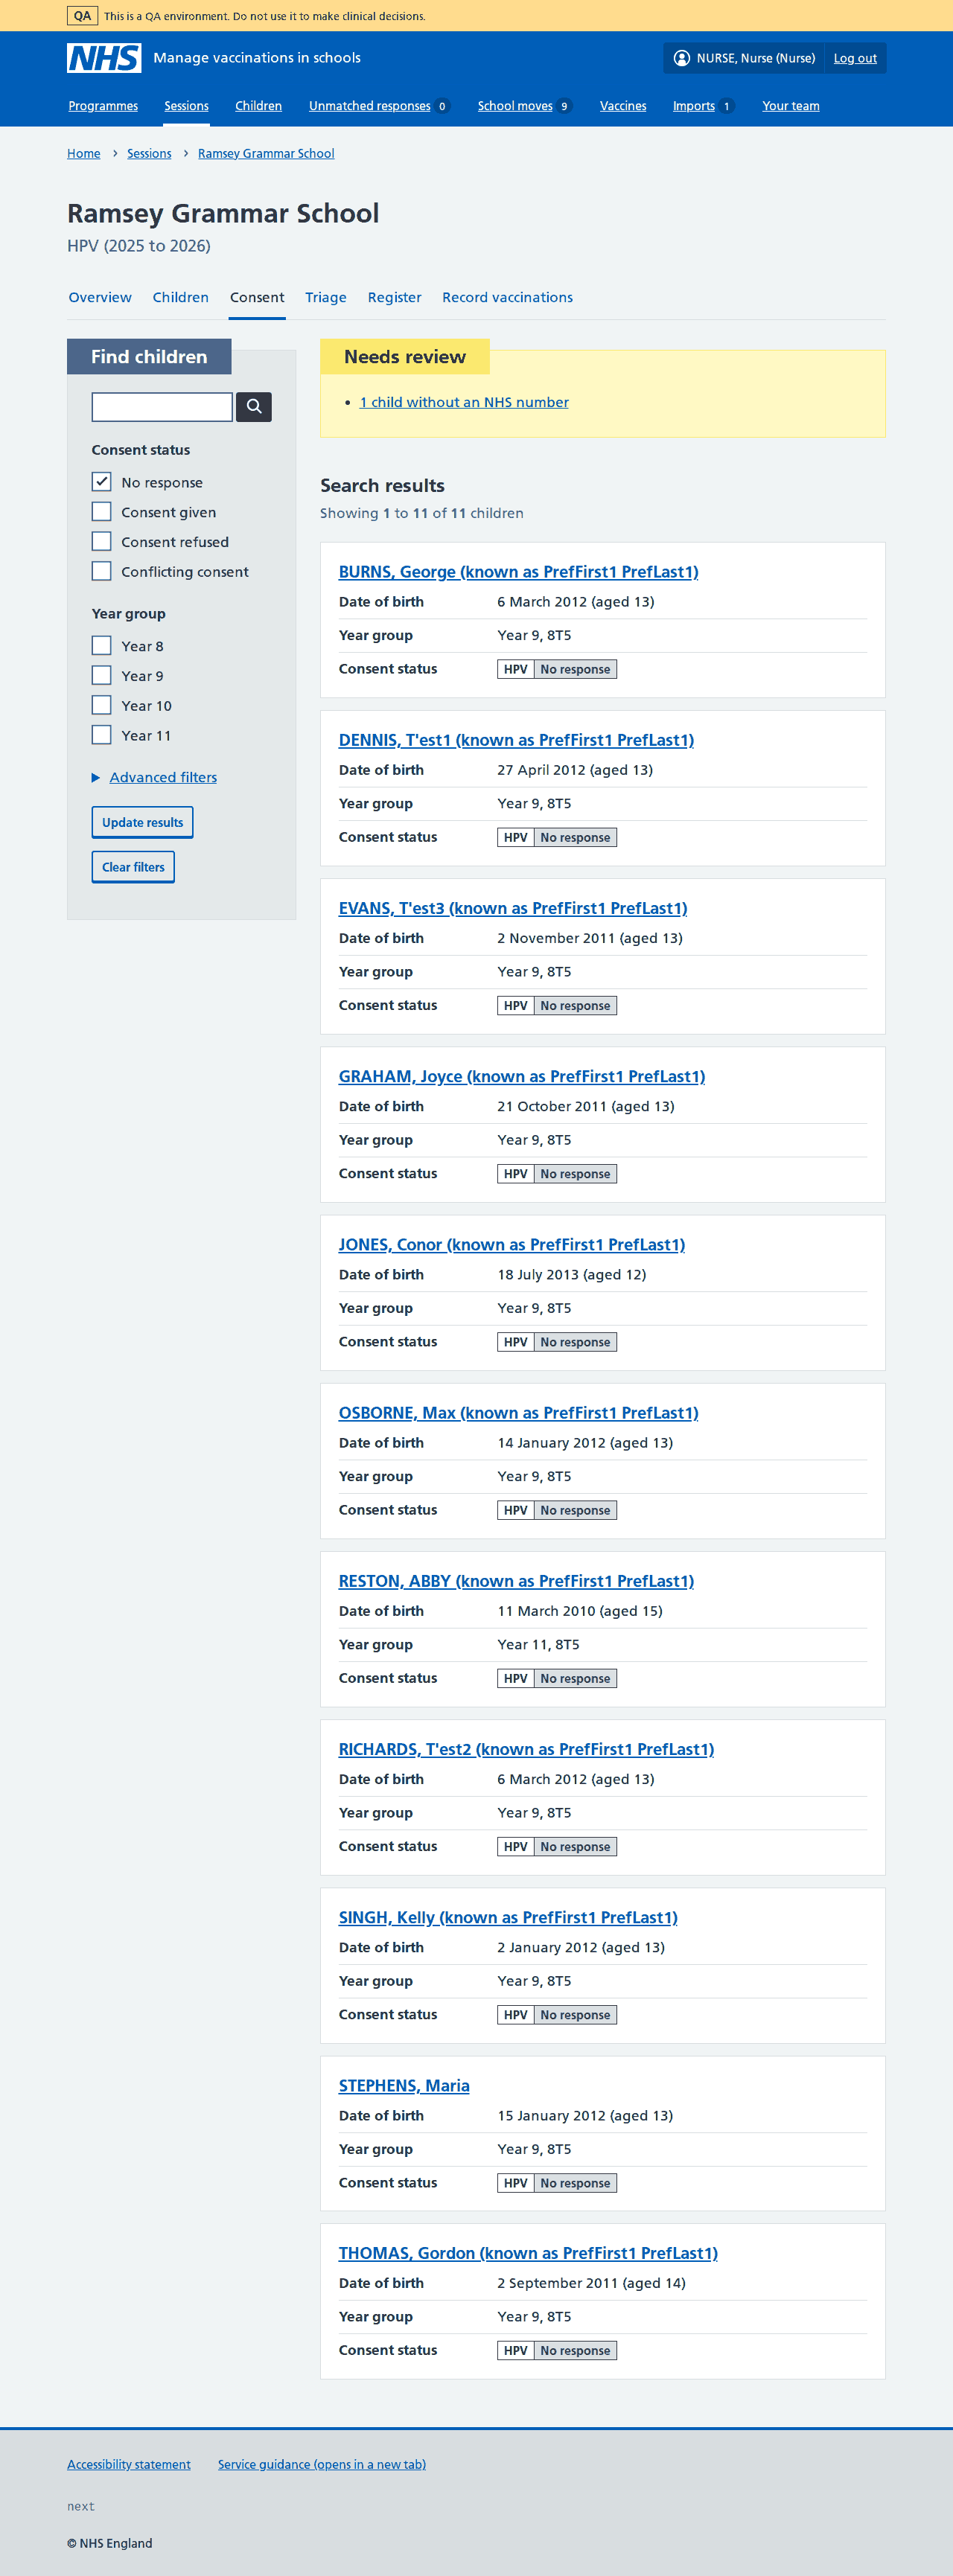 QA This is a QA environment. Do not use it to make clinical decisions.
NHS Manage vaccinations in schools NURSE, Nurse (Nurse) Log out
Programmes Sessions Children Unmatched responses 0 School moves 9 Vaccines Imports 1 Your team
Home › Sessions › Ramsey Grammar School
Ramsey Grammar School
HPV (2025 to 2026)
Overview Children Consent Triage Register Record vaccinations
Find children
Consent status
No response
Consent given
Consent refused
Conflicting consent
Year group
Year 8
Year 9
Year 10
Year 11
Advanced filters
Update results
Clear filters
Needs review
• 1 child without an NHS number
Search results
Showing 1 to 11 of 11 children
BURNS, George (known as PrefFirst1 PrefLast1)
Date of birth 6 March 2012 (aged 13)
Year group Year 9, 8T5
Consent status HPV No response
DENNIS, T'est1 (known as PrefFirst1 PrefLast1)
Date of birth 27 April 2012 (aged 13)
Year group Year 9, 8T5
Consent status HPV No response
EVANS, T'est3 (known as PrefFirst1 PrefLast1)
Date of birth 2 November 2011 (aged 13)
Year group Year 9, 8T5
Consent status HPV No response
GRAHAM, Joyce (known as PrefFirst1 PrefLast1)
Date of birth 21 October 2011 (aged 13)
Year group Year 9, 8T5
Consent status HPV No response
JONES, Conor (known as PrefFirst1 PrefLast1)
Date of birth 18 July 2013 (aged 12)
Year group Year 9, 8T5
Consent status HPV No response
OSBORNE, Max (known as PrefFirst1 PrefLast1)
Date of birth 14 January 2012 (aged 13)
Year group Year 9, 8T5
Consent status HPV No response
RESTON, ABBY (known as PrefFirst1 PrefLast1)
Date of birth 11 March 2010 (aged 15)
Year group Year 11, 8T5
Consent status HPV No response
RICHARDS, T'est2 (known as PrefFirst1 PrefLast1)
Date of birth 6 March 2012 (aged 13)
Year group Year 9, 8T5
Consent status HPV No response
SINGH, Kelly (known as PrefFirst1 PrefLast1)
Date of birth 2 January 2012 (aged 13)
Year group Year 9, 8T5
Consent status HPV No response
STEPHENS, Maria
Date of birth 15 January 2012 (aged 13)
Year group Year 9, 8T5
Consent status HPV No response
THOMAS, Gordon (known as PrefFirst1 PrefLast1)
Date of birth 2 September 2011 (aged 14)
Year group Year 9, 8T5
Consent status HPV No response
Accessibility statement Service guidance (opens in a new tab)
next
© NHS England